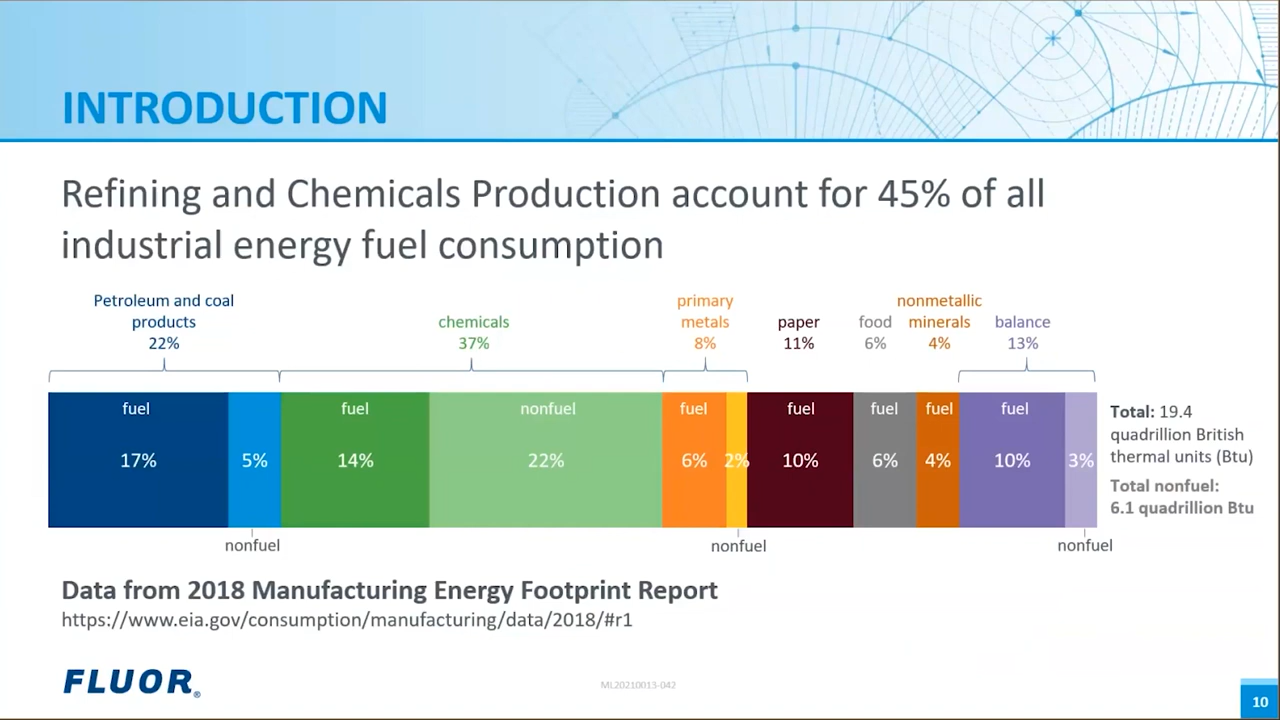 INTRODUCTION
Refining and Chemicals Production account for 45% of all
industrial energy fuel consumption
Petroleum and coal
products
22%
chemicals
37%
primary
metals
8%
paper
11%
food
6%
nonmetallic
minerals
4%
balance
13%
fuel
17%
5%
fuel
14%
nonfuel
22%
fuel
6%
2%
fuel
10%
fuel
6%
fuel
4%
fuel
10%
3%
nonfuel
nonfuel
nonfuel
Total: 19.4
quadrillion British
thermal units (Btu)
Total nonfuel:
6.1 quadrillion Btu
Data from 2018 Manufacturing Energy Footprint Report
https://www.eia.gov/consumption/manufacturing/data/2018/#r1
FLUOR®
ML20210013-042
10